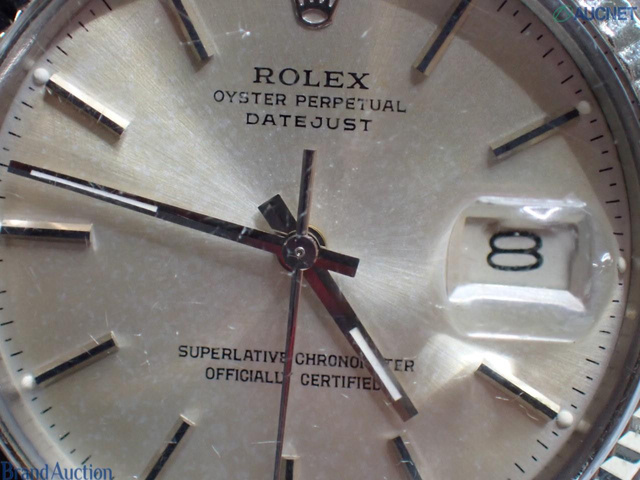 AUCNET
ROLEX
OYSTER PERPETUAL
DATEJUST
8
SUPERLATIVE CHRONOMETER
OFFICIALLY CERTIFIED
BrandAuction